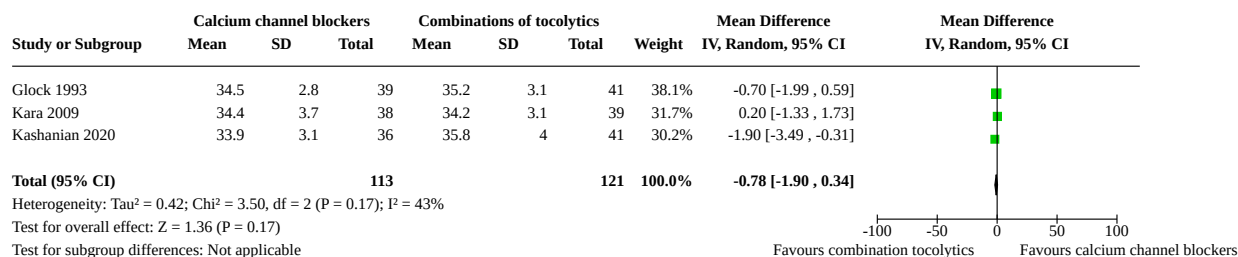 Calcium channel blockers Combinations of tocolytics Mean Difference Mean Difference
Study or Subgroup Mean SD Total Mean SD Total Weight IV, Random, 95% CI IV, Random, 95% CI
Glock 1993 34.5 2.8 39 35.2 3.1 41 38.1% -0.70 [-1.99 , 0.59]
Kara 2009 34.4 3.7 38 34.2 3.1 39 31.7% 0.20 [-1.33 , 1.73]
Kashanian 2020 33.9 3.1 36 35.8 4 41 30.2% -1.90 [-3.49 , -0.31]
Total (95% CI) 113 121 100.0% -0.78 [-1.90 , 0.34]
Heterogeneity: Tau² = 0.42; Chi² = 3.50, df = 2 (P = 0.17); I² = 43%
Test for overall effect: Z = 1.36 (P = 0.17) -100 -50 0 50 100
Test for subgroup differences: Not applicable Favours combination tocolytics Favours calcium channel blockers